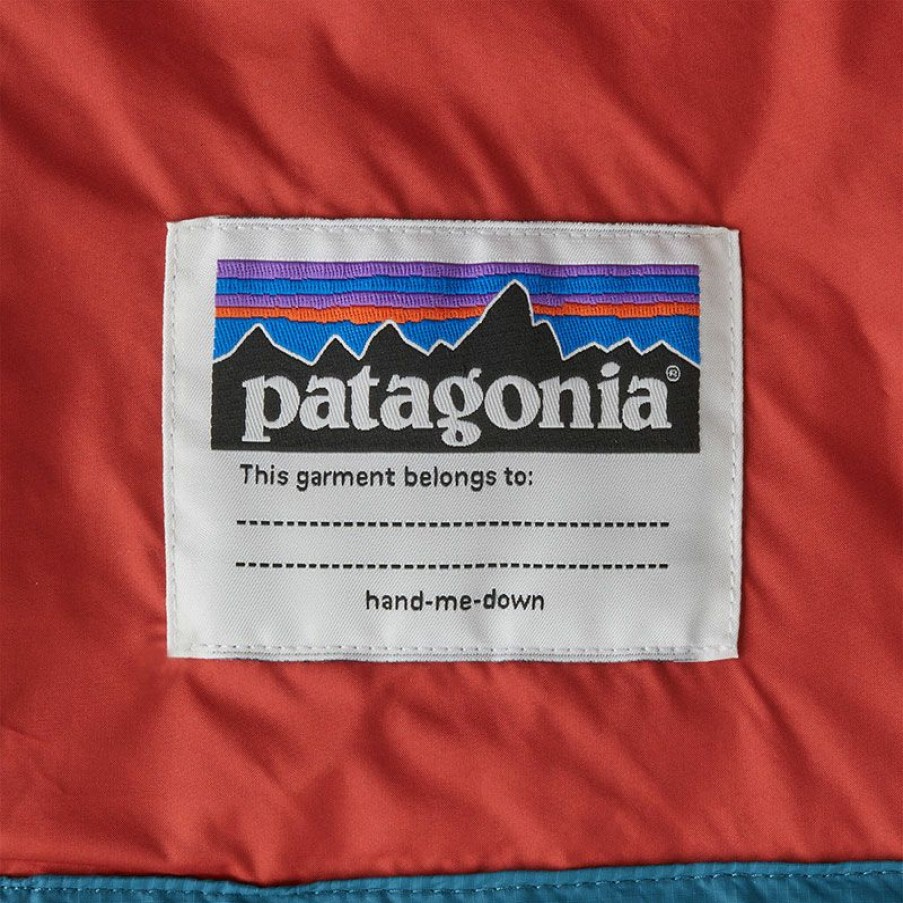 patagonia®
This garment belongs to:
hand-me-down